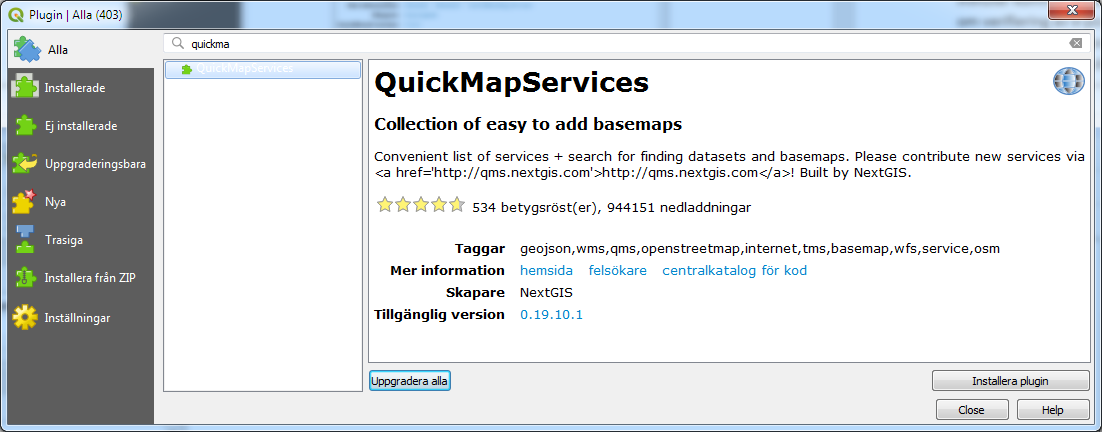 Plugin | Alla (403)
Alla
Installerade
Ej installerade
Uppgraderingsbara
Nya
Trasiga
Installera från ZIP
Inställningar
quickma
QuickMapServices
QuickMapServices
Collection of easy to add basemaps
Convenient list of services + search for finding datasets and basemaps. Please contribute new services via
<a href='http://qms.nextgis.com'>http://qms.nextgis.com</a>! Built by NextGIS.
534 betygsröst(er), 944151 nedladdningar
Taggar geojson,wms,qms,openstreetmap,internet,tms,basemap,wfs,service,osm
Mer information hemsida felsökare centralkatalog för kod
Skapare NextGIS
Tillgänglig version 0.19.10.1
Uppgradera alla
Installera plugin
Close Help